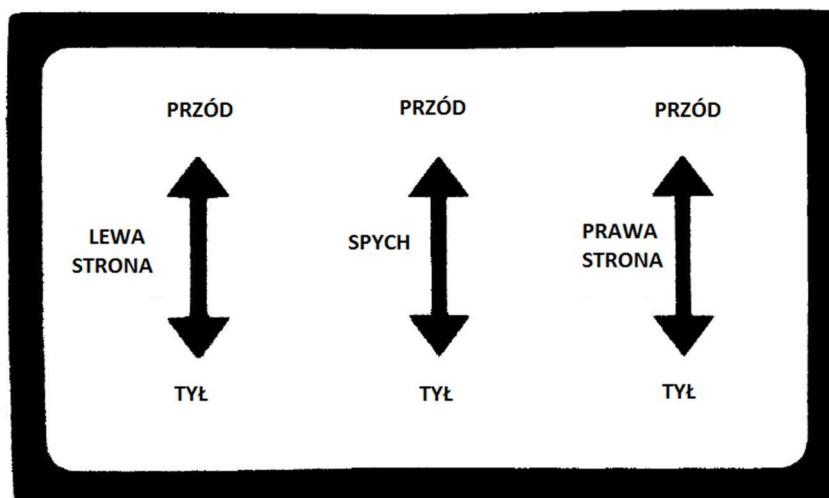 PRZÓD
PRZÓD
PRZÓD
LEWA
STRONA
SPYCH
PRAWA
STRONA
TYŁ
TYŁ
TYŁ